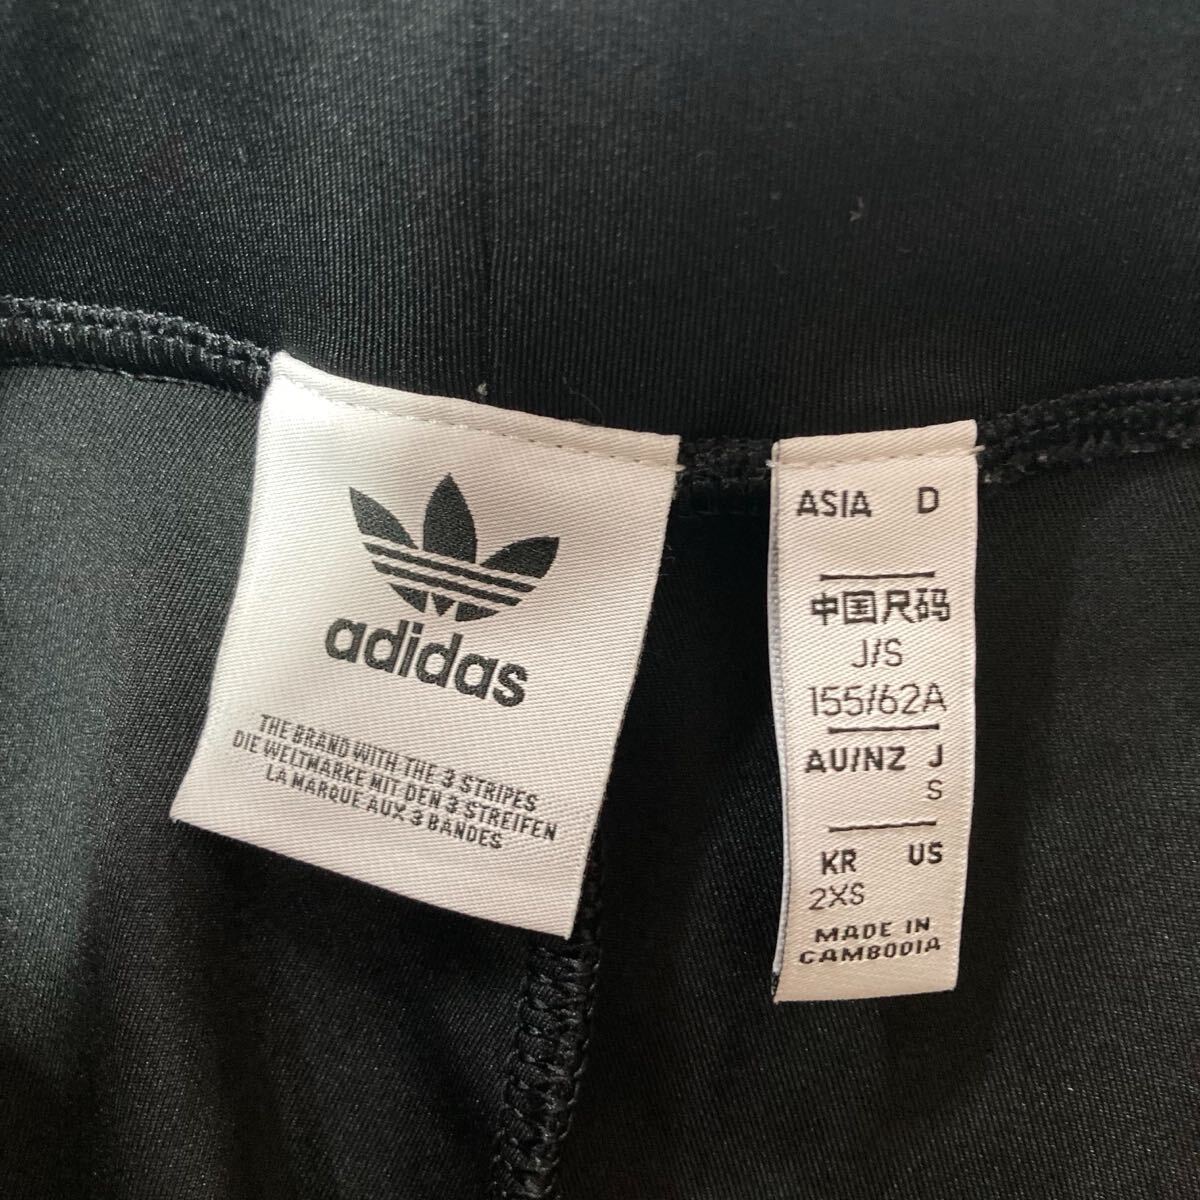 adidas
THE BRAND WITH THE 3 STRIPES
DIE WELTMARKE MIT DEN 3 STREIFEN
LA MARQUE AUX 3 BANDES
ASIA D
中国尺码
J/S
155/62A
AU/NZ J
S
KR US
2XS
MADE IN
CAMBODIA